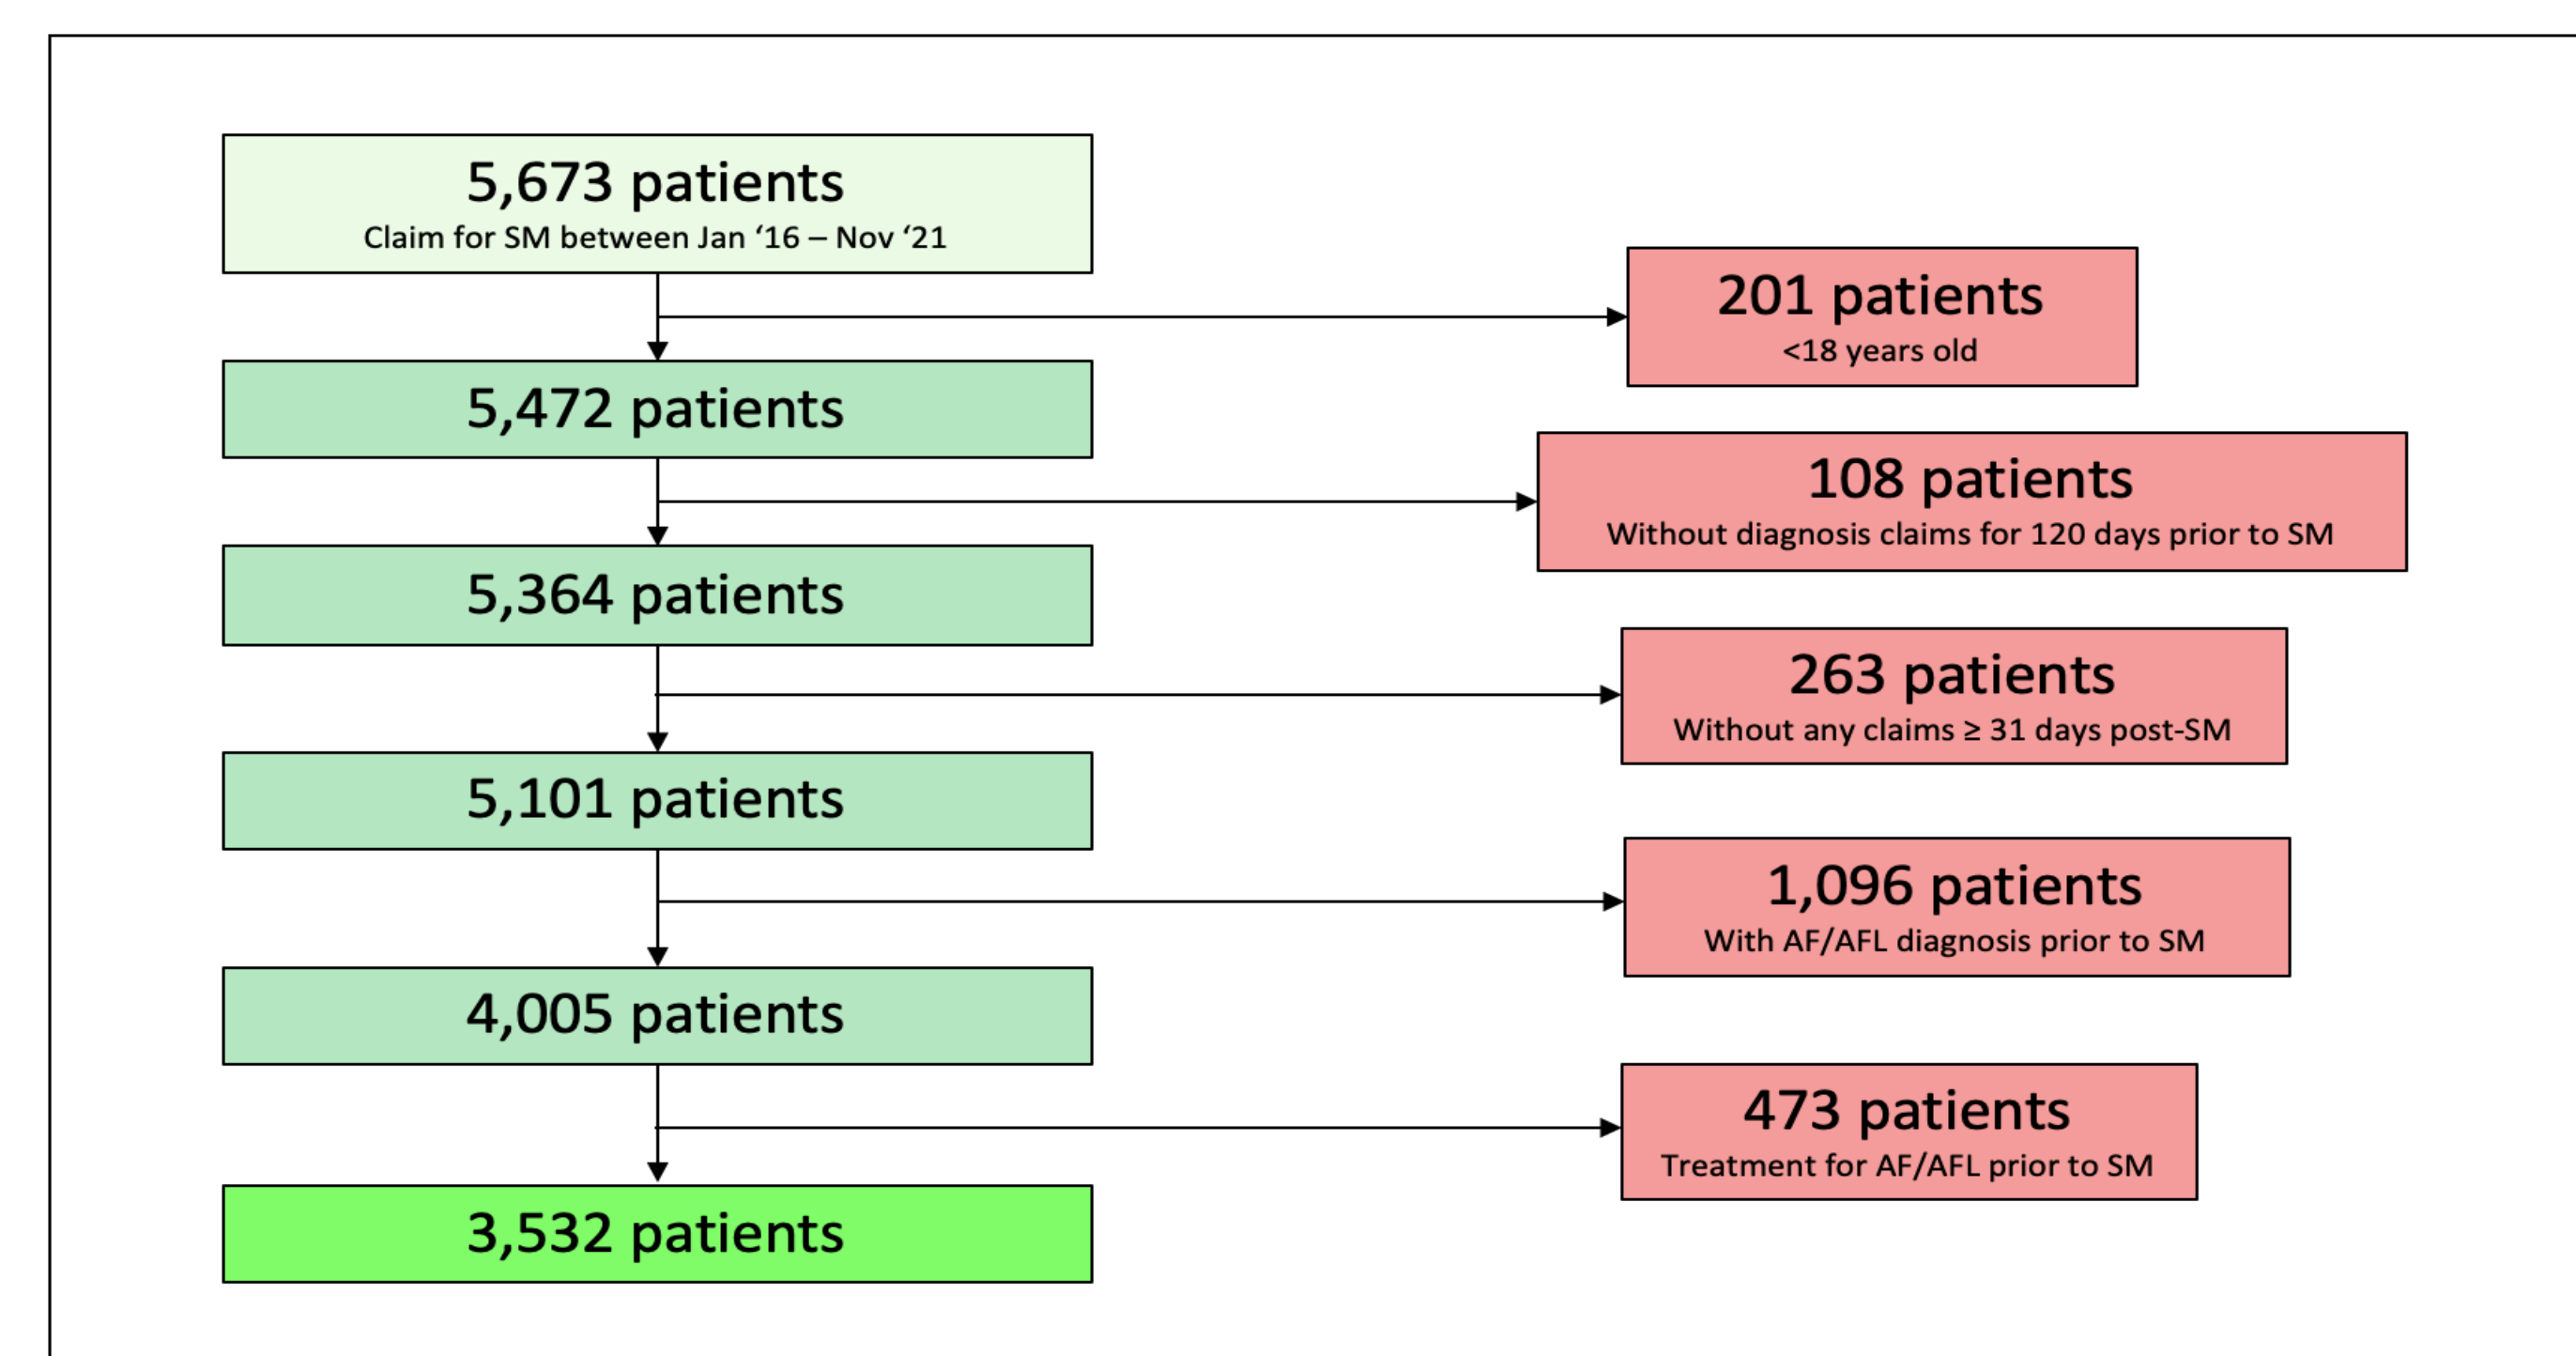 5,673 patients
Claim for SM between Jan ‘16 – Nov ‘21
201 patients
<18 years old
5,472 patients
108 patients
Without diagnosis claims for 120 days prior to SM
5,364 patients
263 patients
Without any claims ≥ 31 days post-SM
5,101 patients
1,096 patients
With AF/AFL diagnosis prior to SM
4,005 patients
473 patients
Treatment for AF/AFL prior to SM
3,532 patients